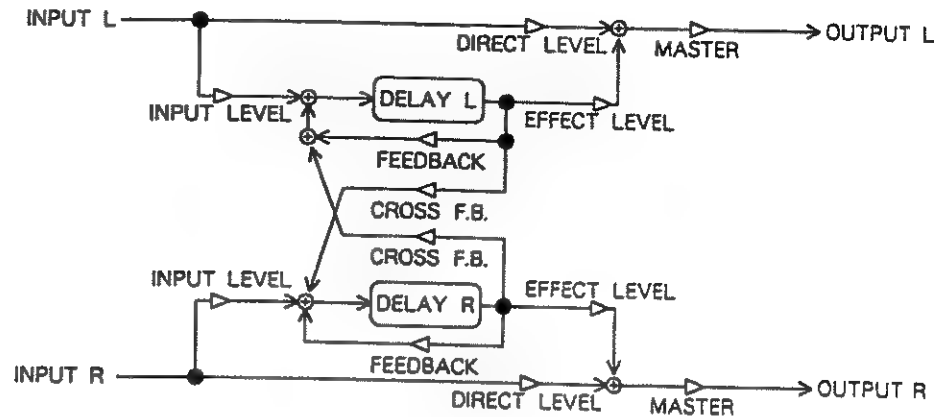 INPUT L
DIRECT LEVEL
MASTER
OUTPUT L
INPUT LEVEL
DELAY L
EFFECT LEVEL
FEEDBACK
CROSS F.B.
CROSS F.B.
INPUT LEVEL
DELAY R
EFFECT LEVEL
FEEDBACK
INPUT R
DIRECT LEVEL
MASTER
OUTPUT R